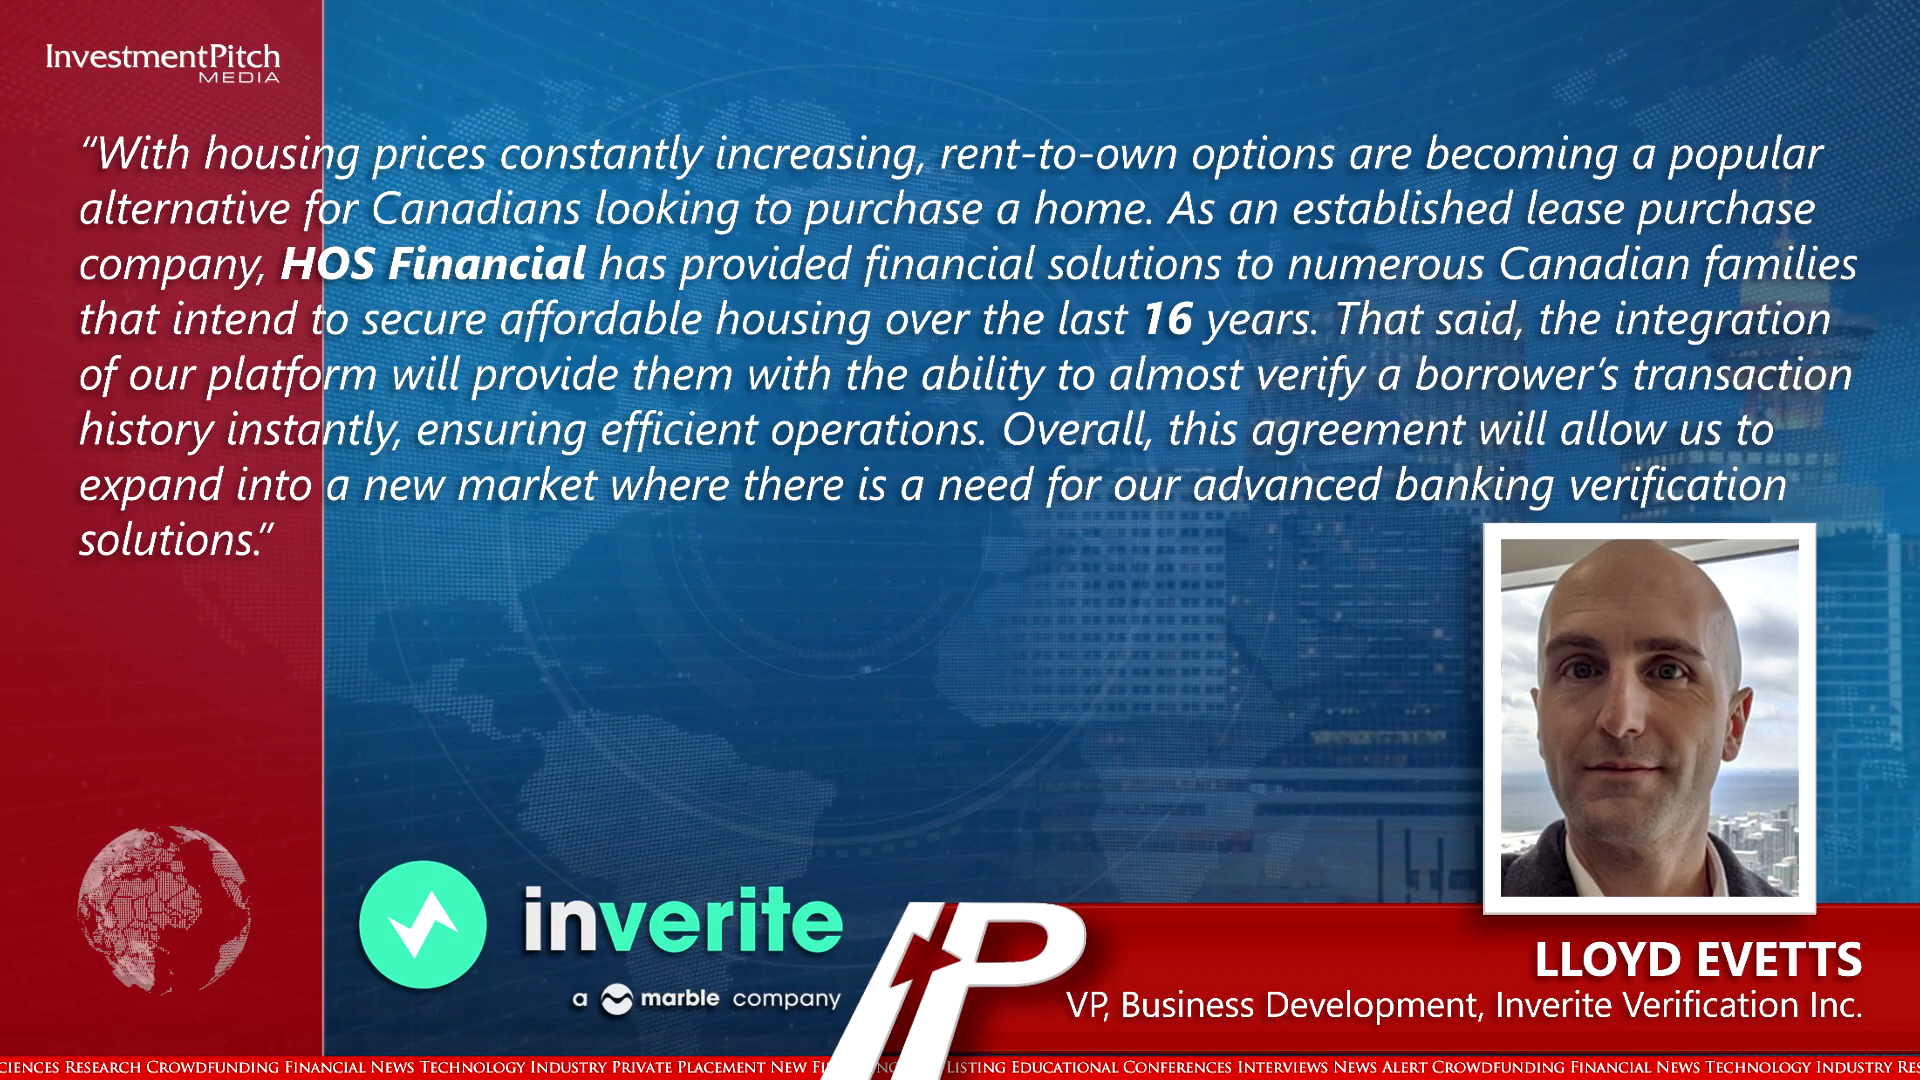 InvestmentPitch
MEDIA
“With housing prices constantly increasing, rent-to-own options are becoming a popular
alternative for Canadians looking to purchase a home. As an established lease purchase
company, HOS Financial has provided financial solutions to numerous Canadian families
that intend to secure affordable housing over the last 16 years. That said, the integration
of our platform will provide them with the ability to almost verify a borrower’s transaction
history instantly, ensuring efficient operations. Overall, this agreement will allow us to
expand into a new market where there is a need for our advanced banking verification
solutions.”
inverite
a marble company
IP
LLOYD EVETTS
VP, Business Development, Inverite Verification Inc.
RESEARCH CROWDFUNDING FINANCIAL NEWS TECHNOLOGY INDUSTRY PRIVATE PLACEMENT NEW LISTING EDUCATIONAL CONFERENCES INTERVIEWS NEWS ALERT CROWDFUNDING FINANCIAL NEWS TECHNOLOGY INDUSTRY